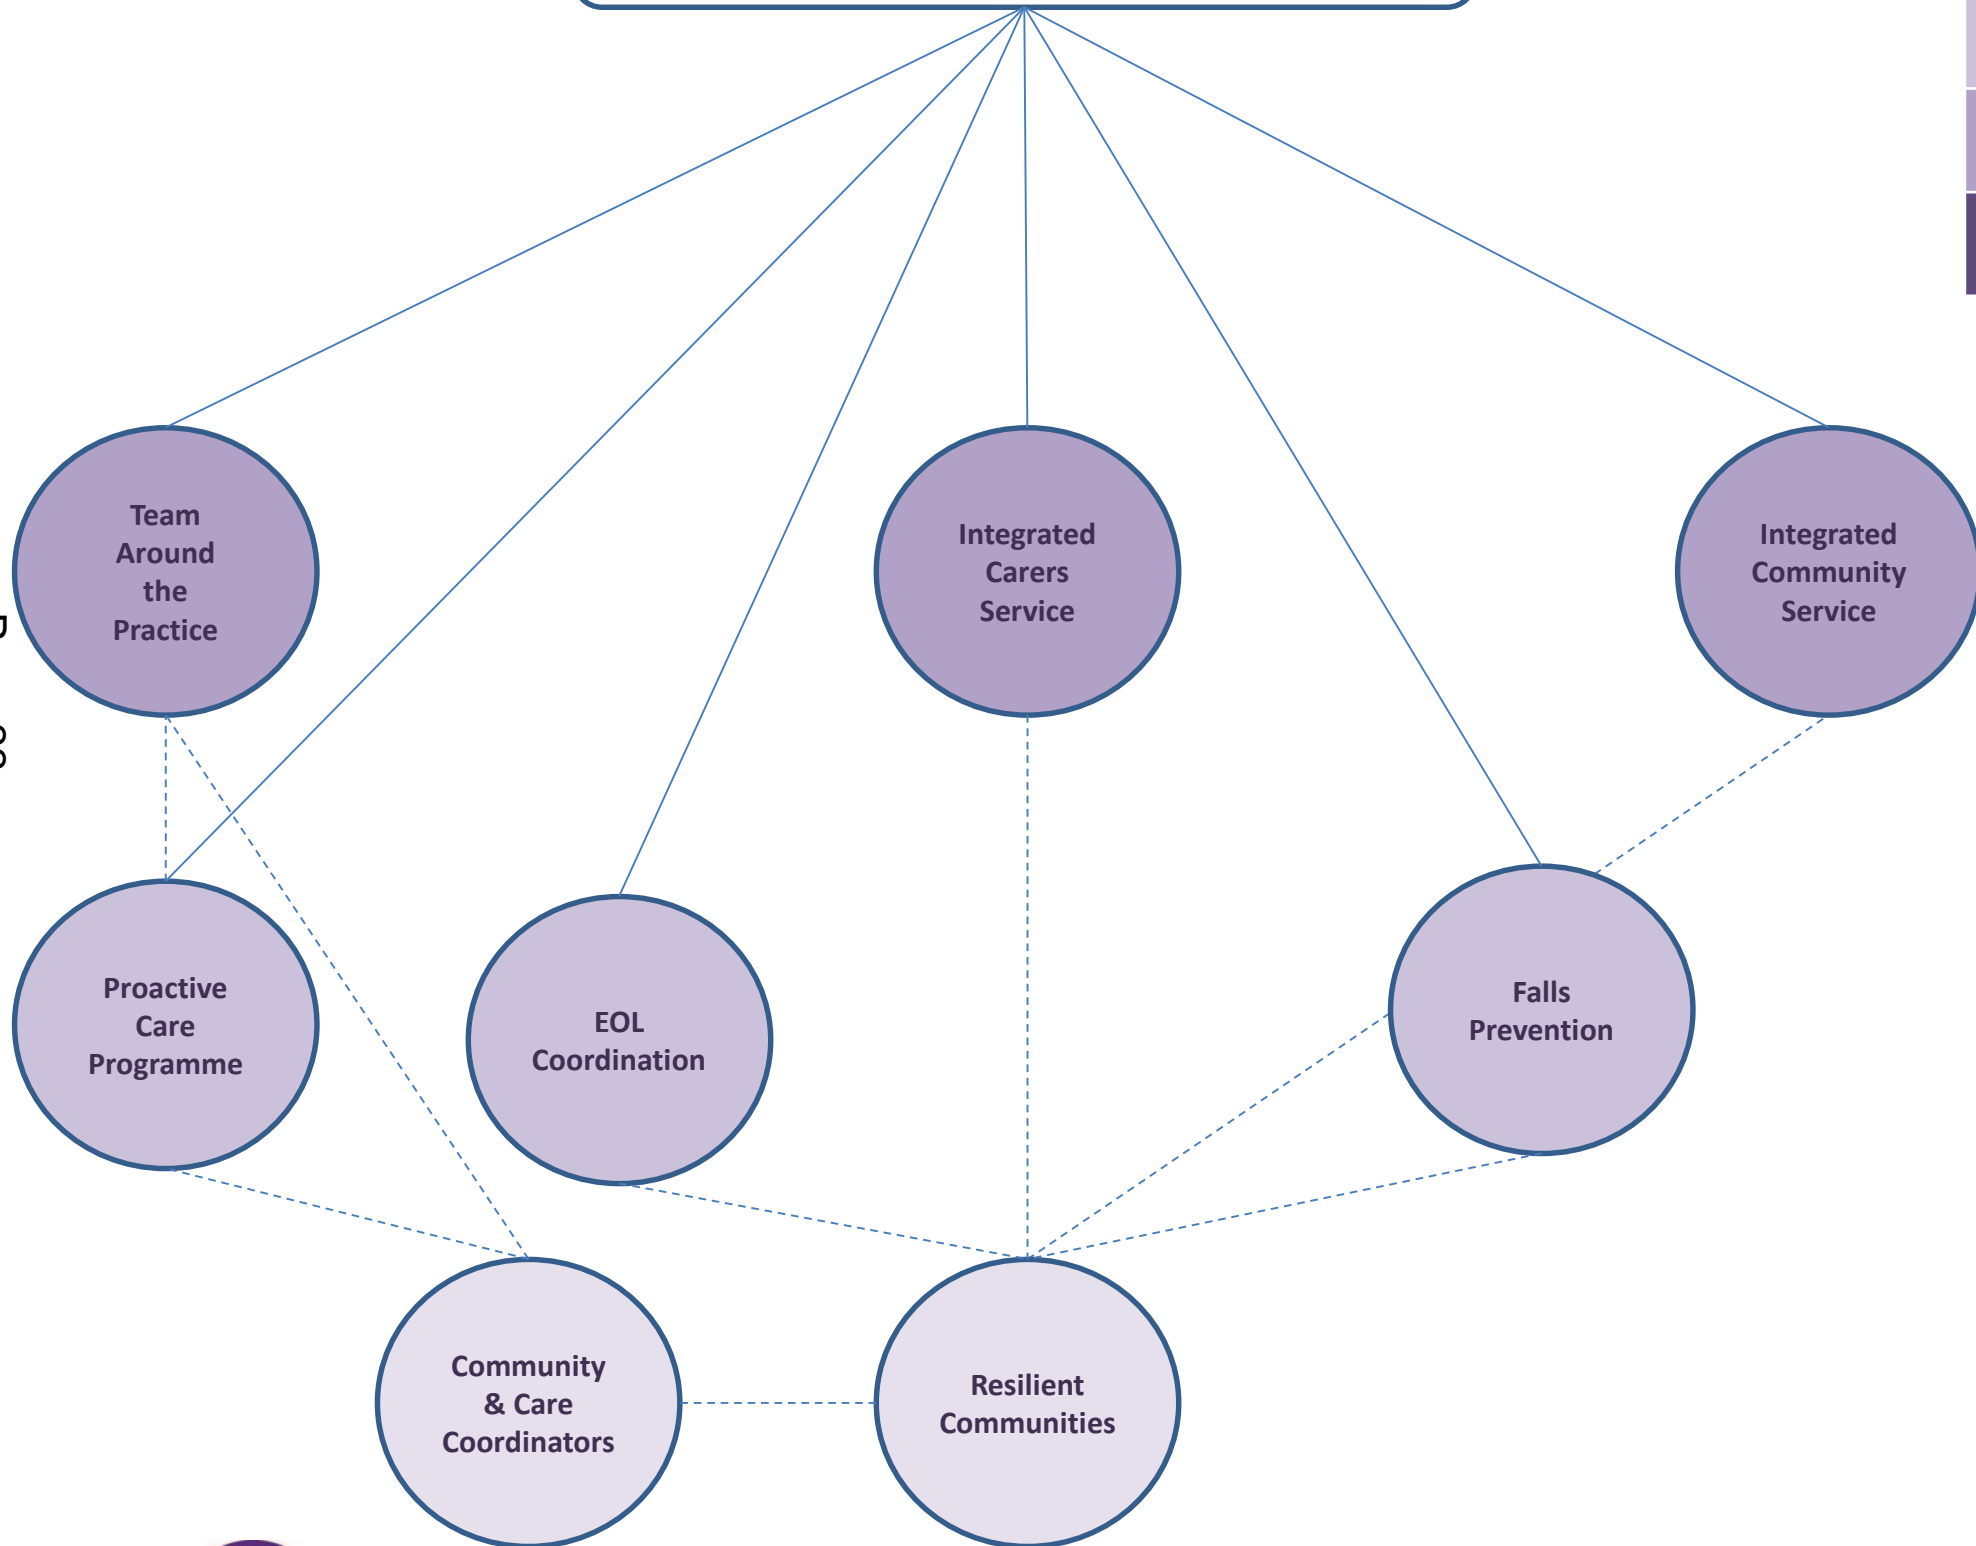 Team
Around
the
Practice
Integrated
Carers
Service
Integrated
Community
Service
Proactive
Care
Programme
EOL
Coordination
Falls
Prevention
Community
& Care
Coordinators
Resilient
Communities